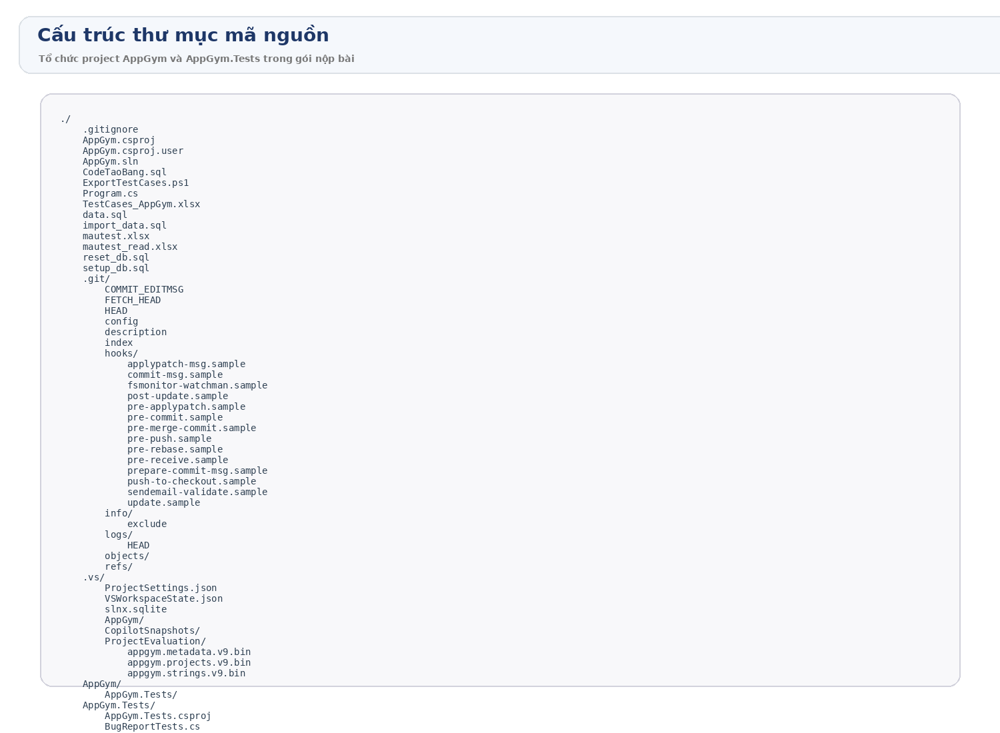 Cấu trúc thư mục mã nguồn
Tổ chức project AppGym và AppGym.Tests trong gói nộp bài
./
.gitignore
AppGym.csproj
AppGym.csproj.user
AppGym.sln
CodeTaoBang.sql
ExportTestCases.ps1
Program.cs
TestCases_AppGym.xlsx
data.sql
import_data.sql
mautest.xlsx
mautest_read.xlsx
reset_db.sql
setup_db.sql
.git/
COMMIT_EDITMSG
FETCH_HEAD
HEAD
config
description
index
hooks/
applypatch-msg.sample
commit-msg.sample
fsmonitor-watchman.sample
post-update.sample
pre-applypatch.sample
pre-commit.sample
pre-merge-commit.sample
pre-push.sample
pre-rebase.sample
pre-receive.sample
prepare-commit-msg.sample
push-to-checkout.sample
sendemail-validate.sample
update.sample
info/
exclude
logs/
HEAD
objects/
refs/
.vs/
ProjectSettings.json
VSWorkspaceState.json
slnx.sqlite
AppGym/
CopilotSnapshots/
ProjectEvaluation/
appgym.metadata.v9.bin
appgym.projects.v9.bin
appgym.strings.v9.bin
AppGym/
AppGym.Tests/
AppGym.Tests/
AppGym.Tests.csproj
BugReportTests.cs